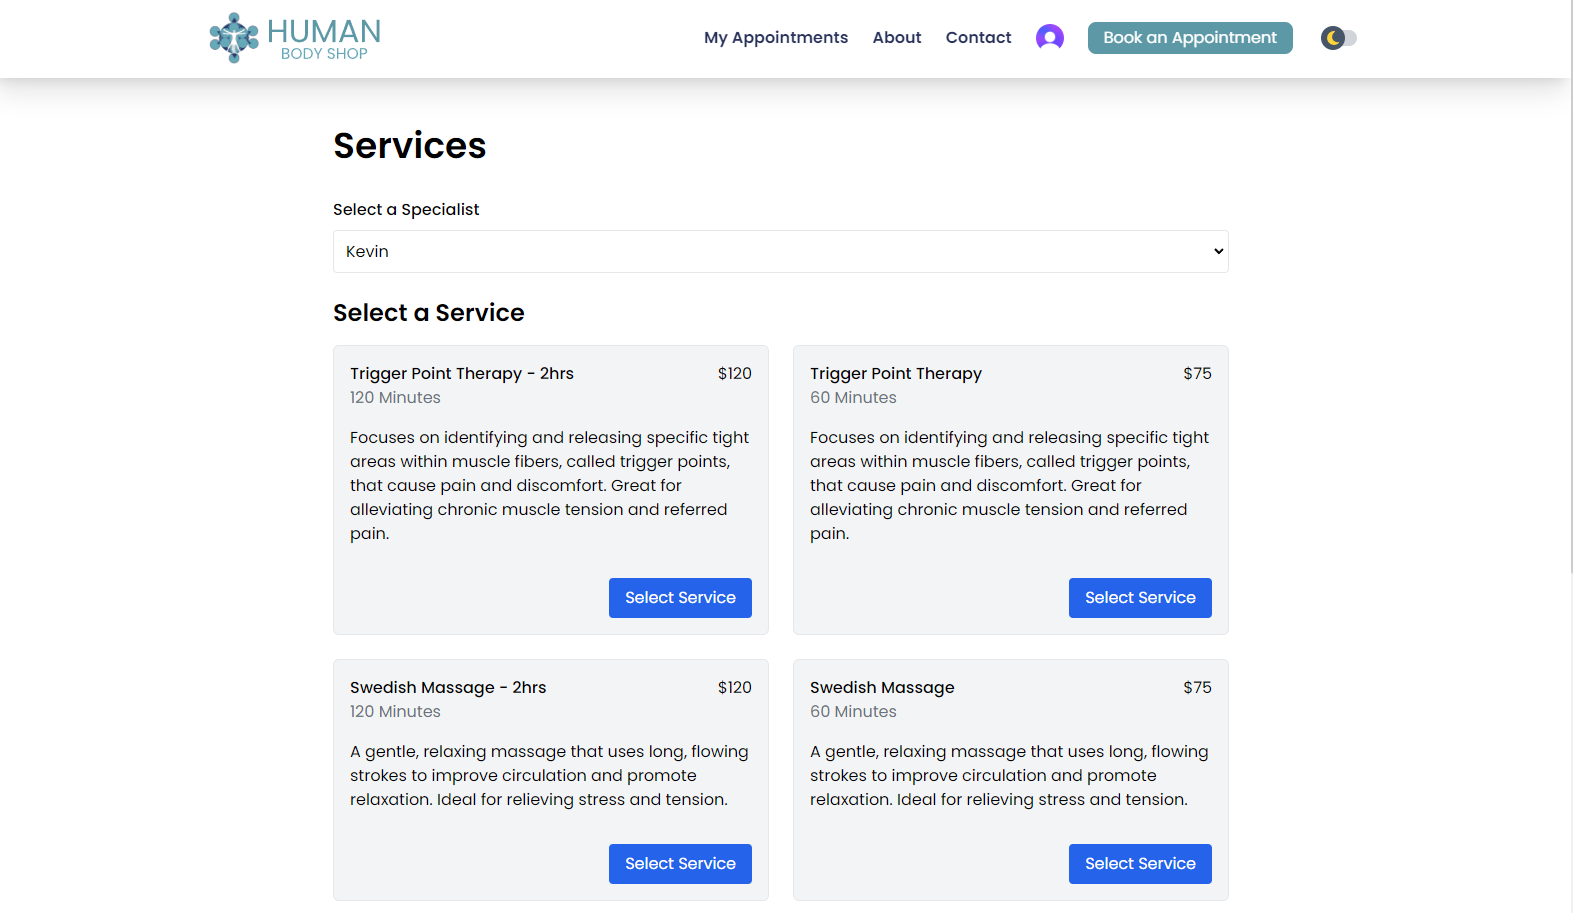 HUMAN
BODY SHOP
My Appointments About Contact Book an Appointment
Services
Select a Specialist
Kevin
Select a Service
Trigger Point Therapy - 2hrs $120
120 Minutes
Focuses on identifying and releasing specific tight
areas within muscle fibers, called trigger points,
that cause pain and discomfort. Great for
alleviating chronic muscle tension and referred
pain.
Select Service
Trigger Point Therapy $75
60 Minutes
Focuses on identifying and releasing specific tight
areas within muscle fibers, called trigger points,
that cause pain and discomfort. Great for
alleviating chronic muscle tension and referred
pain.
Select Service
Swedish Massage - 2hrs $120
120 Minutes
A gentle, relaxing massage that uses long, flowing
strokes to improve circulation and promote
relaxation. Ideal for relieving stress and tension.
Select Service
Swedish Massage $75
60 Minutes
A gentle, relaxing massage that uses long, flowing
strokes to improve circulation and promote
relaxation. Ideal for relieving stress and tension.
Select Service